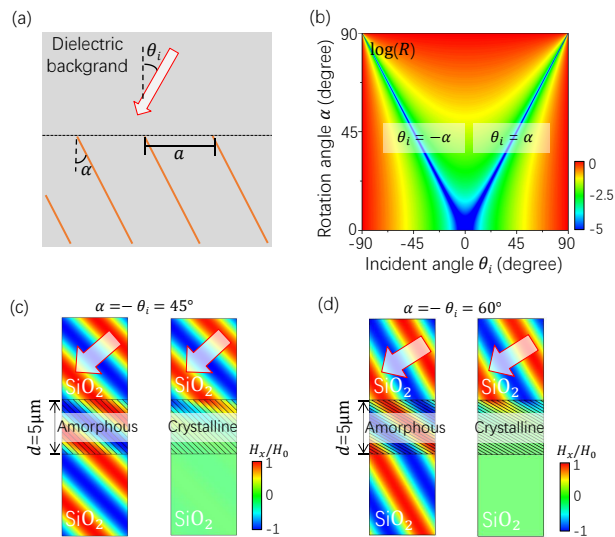 (a)
Dielectric
backgrand
θᵢ
α
a
(b)
log(R)
θᵢ = −α
θᵢ = α
Rotation angle α (degree)
90
45
0
-90
-45
0
45
90
Incident angle θᵢ (degree)
0
-2.5
-5
(c)
α = − θᵢ = 45°
SiO₂
SiO₂
d=5μm
Amorphous
Crystalline
SiO₂
SiO₂
Hₓ/H₀
1
-1
(d)
α = − θᵢ = 60°
SiO₂
SiO₂
d=5μm
Amorphous
Crystalline
SiO₂
SiO₂
Hₓ/H₀
1
-1